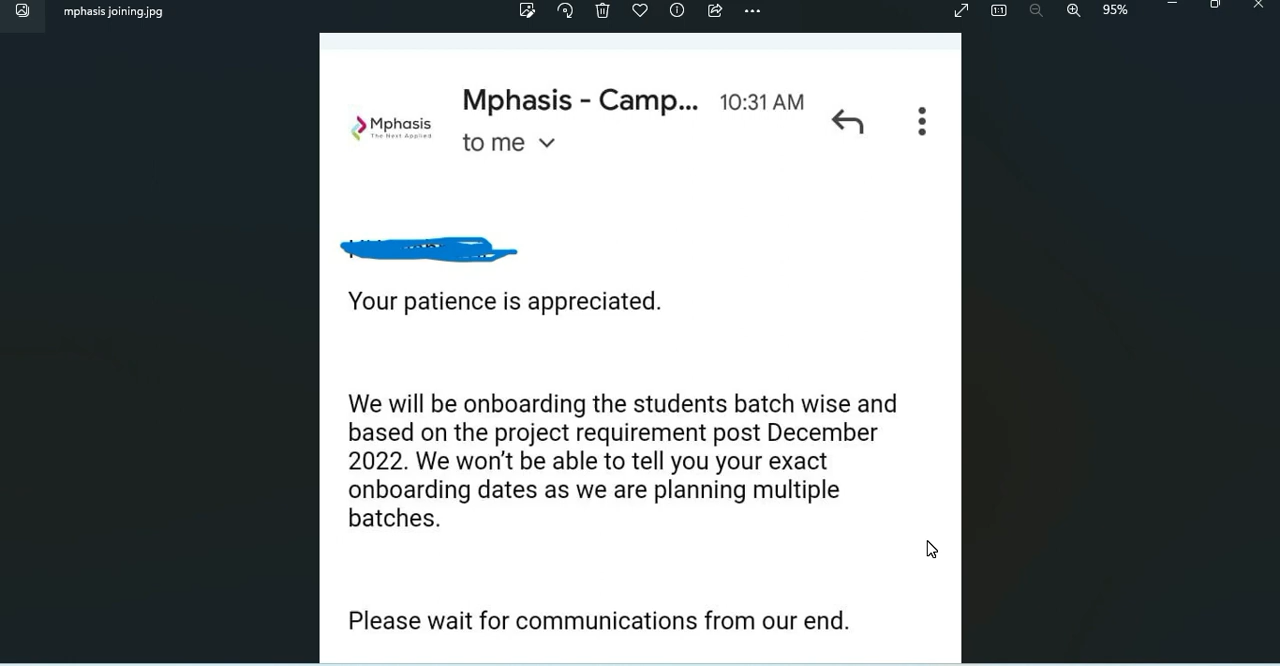 mphasis joining.jpg
95%
Mphasis - Camp... 10:31 AM
Mphasis
The Next Applied
to me
Your patience is appreciated.
We will be onboarding the students batch wise and
based on the project requirement post December
2022. We won't be able to tell you your exact
onboarding dates as we are planning multiple
batches.
Please wait for communications from our end.